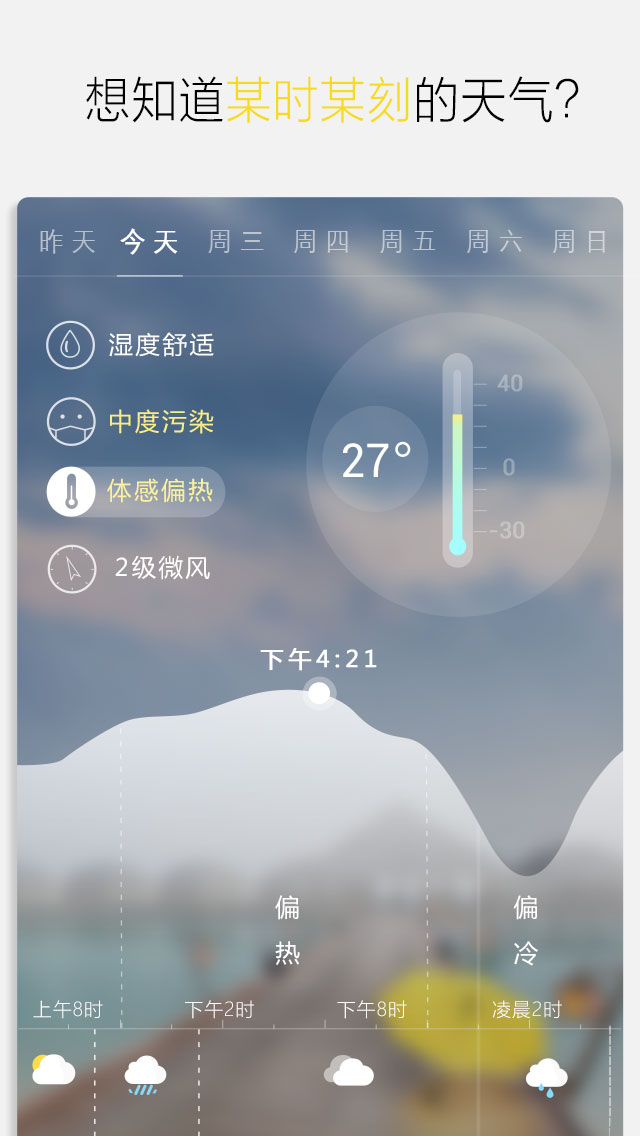 想知道某时某刻的天气?
昨天 今天 周三 周四 周五 周六 周日
湿度舒适
中度污染
体感偏热
2级微风
27°
40
0
-30
下午4:21
偏热
偏冷
上午8时 下午2时 下午8时 凌晨2时